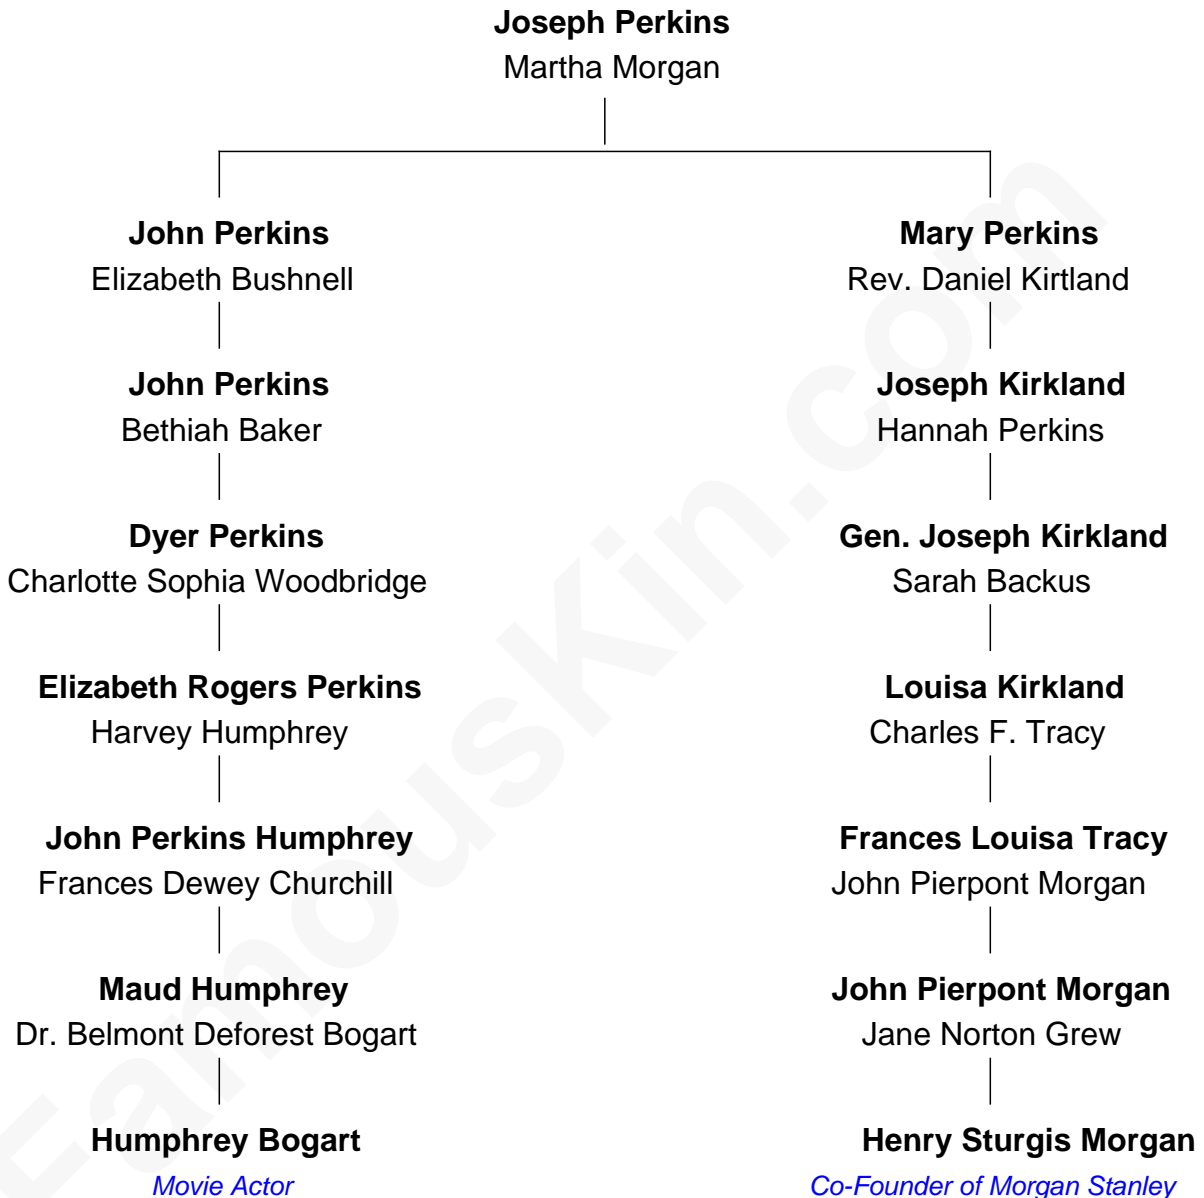 Joseph Perkins
Martha Morgan
John Perkins
Elizabeth Bushnell
John Perkins
Bethiah Baker
Dyer Perkins
Charlotte Sophia Woodbridge
Elizabeth Rogers Perkins
Harvey Humphrey
John Perkins Humphrey
Frances Dewey Churchill
Maud Humphrey
Dr. Belmont Deforest Bogart
Humphrey Bogart
Movie Actor
Mary Perkins
Rev. Daniel Kirtland
Joseph Kirkland
Hannah Perkins
Gen. Joseph Kirkland
Sarah Backus
Louisa Kirkland
Charles F. Tracy
Frances Louisa Tracy
John Pierpont Morgan
John Pierpont Morgan
Jane Norton Grew
Henry Sturgis Morgan
Co-Founder of Morgan Stanley
FamousKin.com